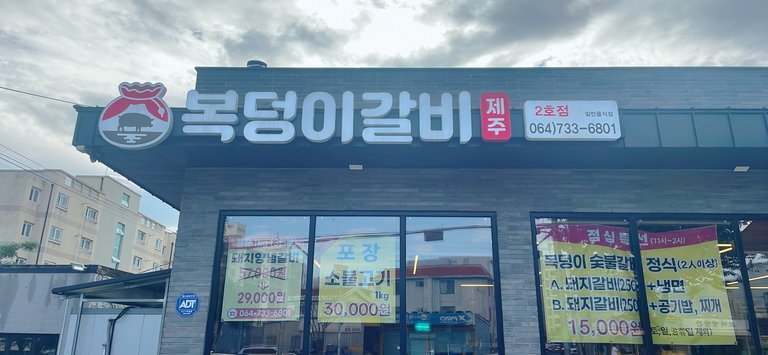 복덩이갈비 제주
2호점 일반음식점
064)733-6801
돼지양념갈비
29,000원
064-733-6801
포장
소불고기
1kg
30,000원
점심특선 (11시~2시)
복덩이 숯불갈비 정식(2인이상)
A. 돼지갈비(250 +냉면
B. 돼지갈비(250 +공기밥, 찌개
15,000원
ADT